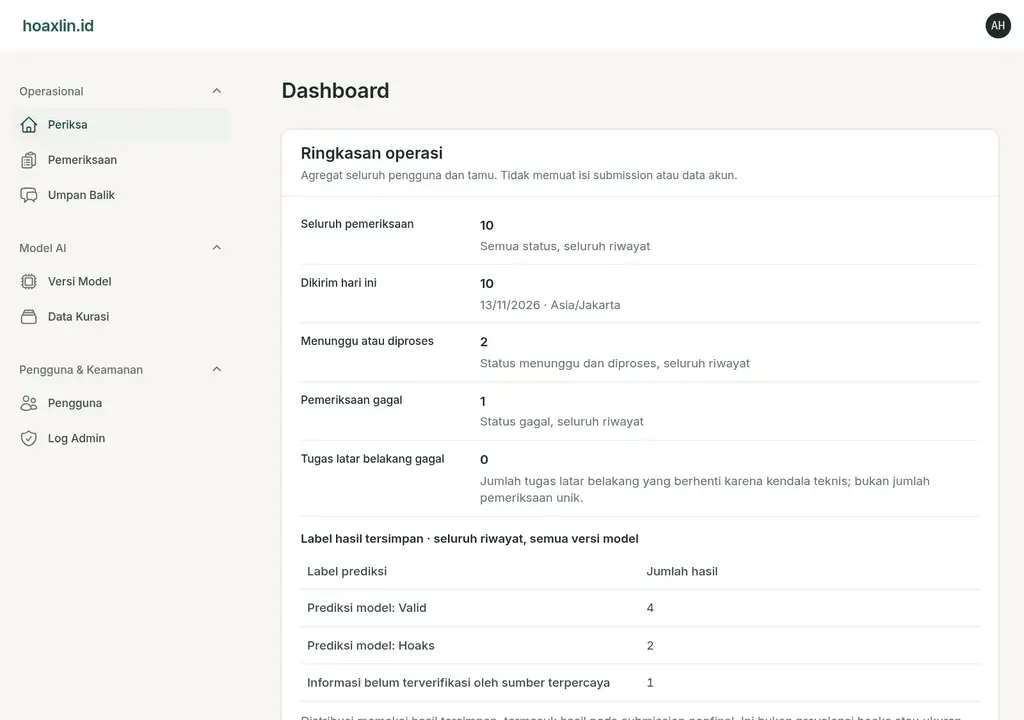 hoaxlin.id
AH
Operasional
Periksa
Pemeriksaan
Umpan Balik
Model AI
Versi Model
Data Kurasi
Pengguna & Keamanan
Pengguna
Log Admin
Dashboard
Ringkasan operasi
Agregat seluruh pengguna dan tamu. Tidak memuat isi submission atau data akun.
Seluruh pemeriksaan
10
Semua status, seluruh riwayat
Dikirim hari ini
10
13/11/2026 · Asia/Jakarta
Menunggu atau diproses
2
Status menunggu dan diproses, seluruh riwayat
Pemeriksaan gagal
1
Status gagal, seluruh riwayat
Tugas latar belakang gagal
0
Jumlah tugas latar belakang yang berhenti karena kendala teknis; bukan jumlah
pemeriksaan unik.
Label hasil tersimpan · seluruh riwayat, semua versi model
Label prediksi Jumlah hasil
Prediksi model: Valid 4
Prediksi model: Hoaks 2
Informasi belum terverifikasi oleh sumber terpercaya 1